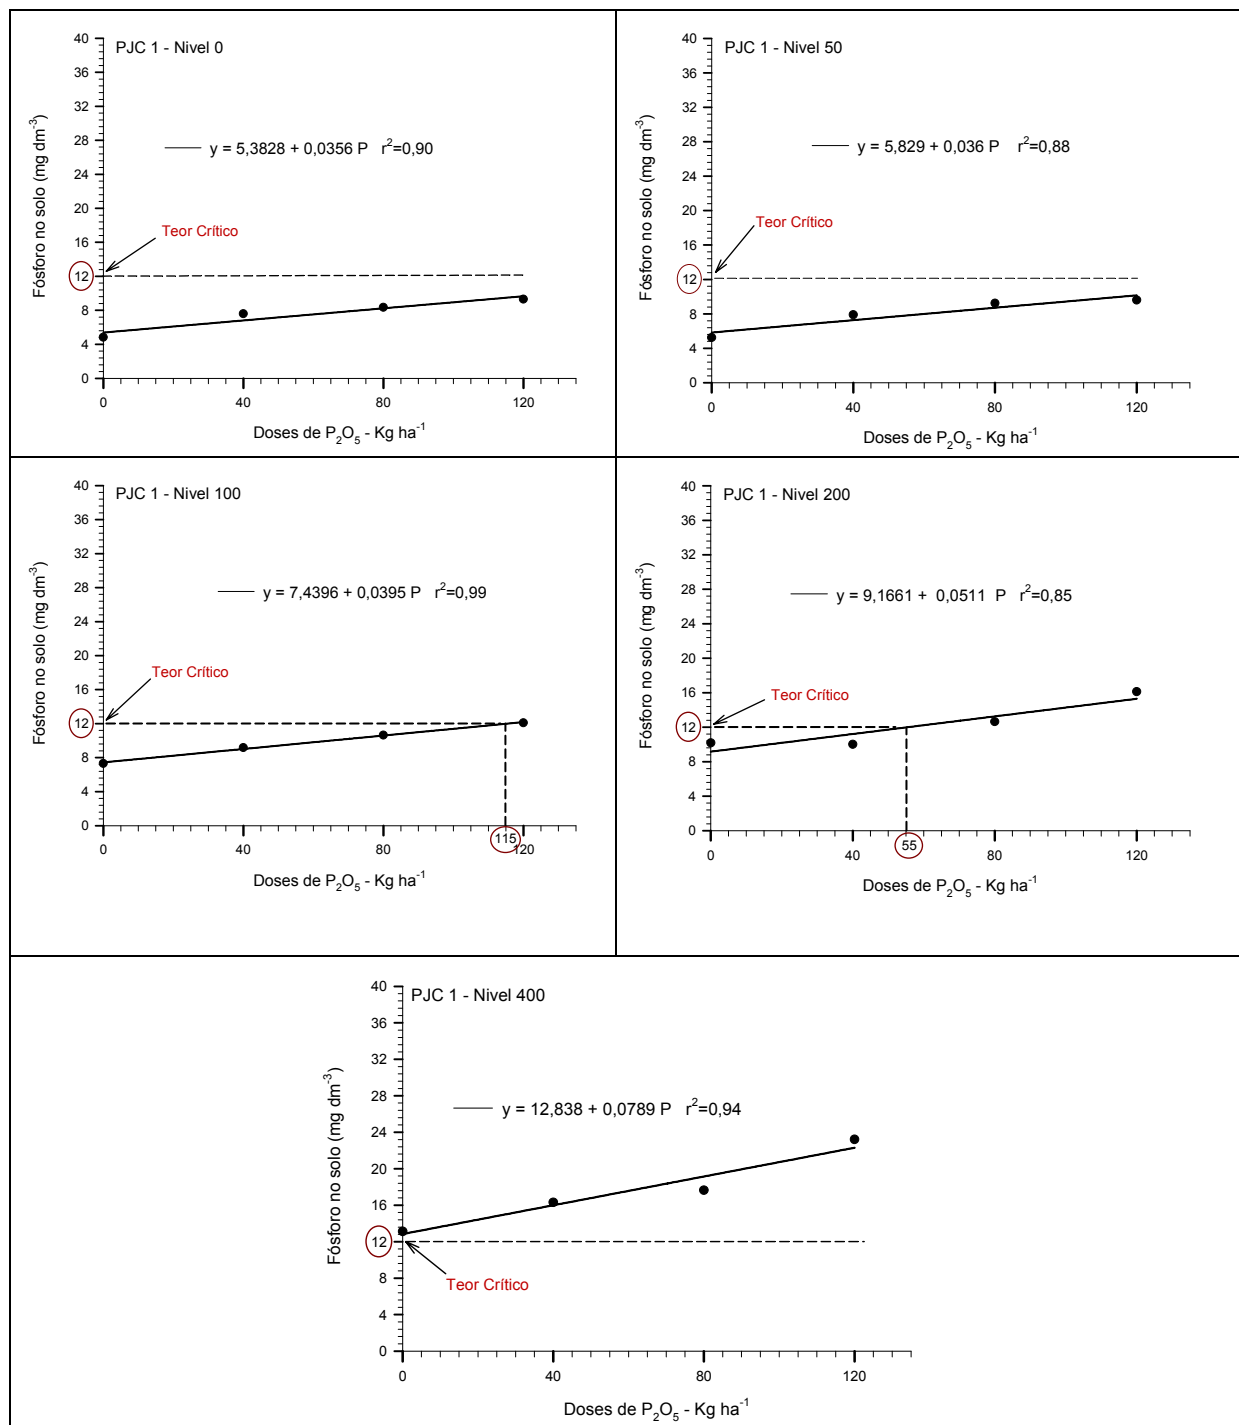 PJC 1 - Nivel 0
40
36
32
28
24
20
16
12
8
4
0
Fósforo no solo (mg dm-3)
y = 5,3828 + 0,0356 P r2=0,90
Teor Crítico
0 40 80 120
Doses de P2O5 - Kg ha-1
PJC 1 - Nivel 50
40
36
32
28
24
20
16
12
8
4
0
Fósforo no solo (mg dm-3)
y = 5,829 + 0,036 P r2=0,88
Teor Crítico
0 40 80 120
Doses de P2O5 - Kg ha-1
PJC 1 - Nivel 100
40
36
32
28
24
20
16
12
8
4
0
Fósforo no solo (mg dm-3)
y = 7,4396 + 0,0395 P r2=0,99
Teor Crítico
0 40 80 115 120
Doses de P2O5 - Kg ha-1
PJC 1 - Nivel 200
40
36
32
28
24
20
16
12
8
4
0
Fósforo no solo (mg dm-3)
y = 9,1661 + 0,0511 P r2=0,85
Teor Crítico
0 40 55 80 120
Doses de P2O5 - Kg ha-1
PJC 1 - Nivel 400
40
36
32
28
24
20
16
12
8
4
0
Fósforo no solo (mg dm-3)
y = 12,838 + 0,0789 P r2=0,94
Teor Crítico
0 40 80 120
Doses de P2O5 - Kg ha-1